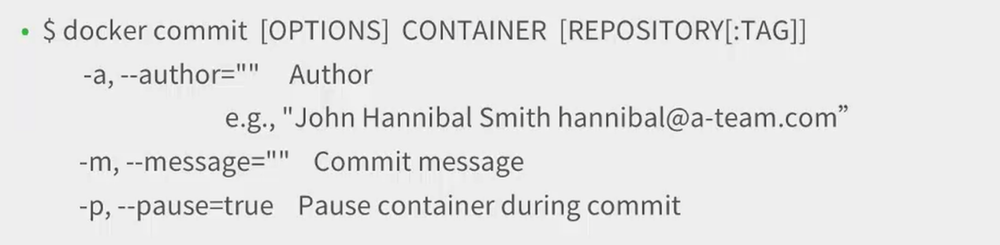 • $ docker commit [OPTIONS] CONTAINER [REPOSITORY[:TAG]]
-a, --author="" Author
e.g., "John Hannibal Smith hannibal@a-team.com”
-m, --message="" Commit message
-p, --pause=true Pause container during commit